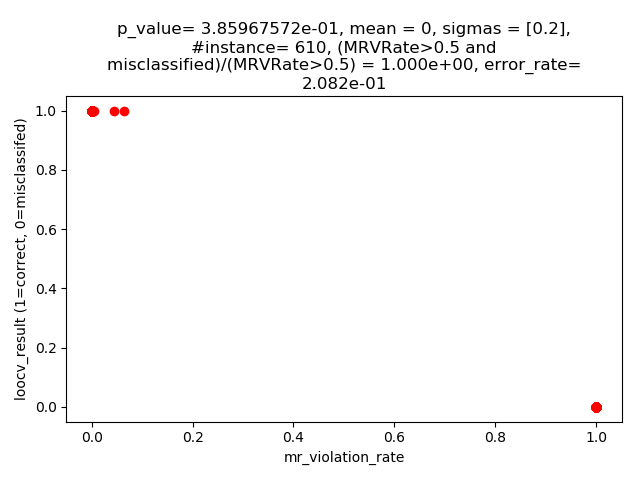 p_value= 3.85967572e-01, mean = 0, sigmas = [0.2],
#instance= 610, (MRVRate>0.5 and
misclassified)/(MRVRate>0.5) = 1.000e+00, error_rate=
2.082e-01
1.0
0.8
0.6
0.4
0.2
0.0
loocv_result (1=correct, 0=misclassifed)
0.0 0.2 0.4 0.6 0.8 1.0
mr_violation_rate